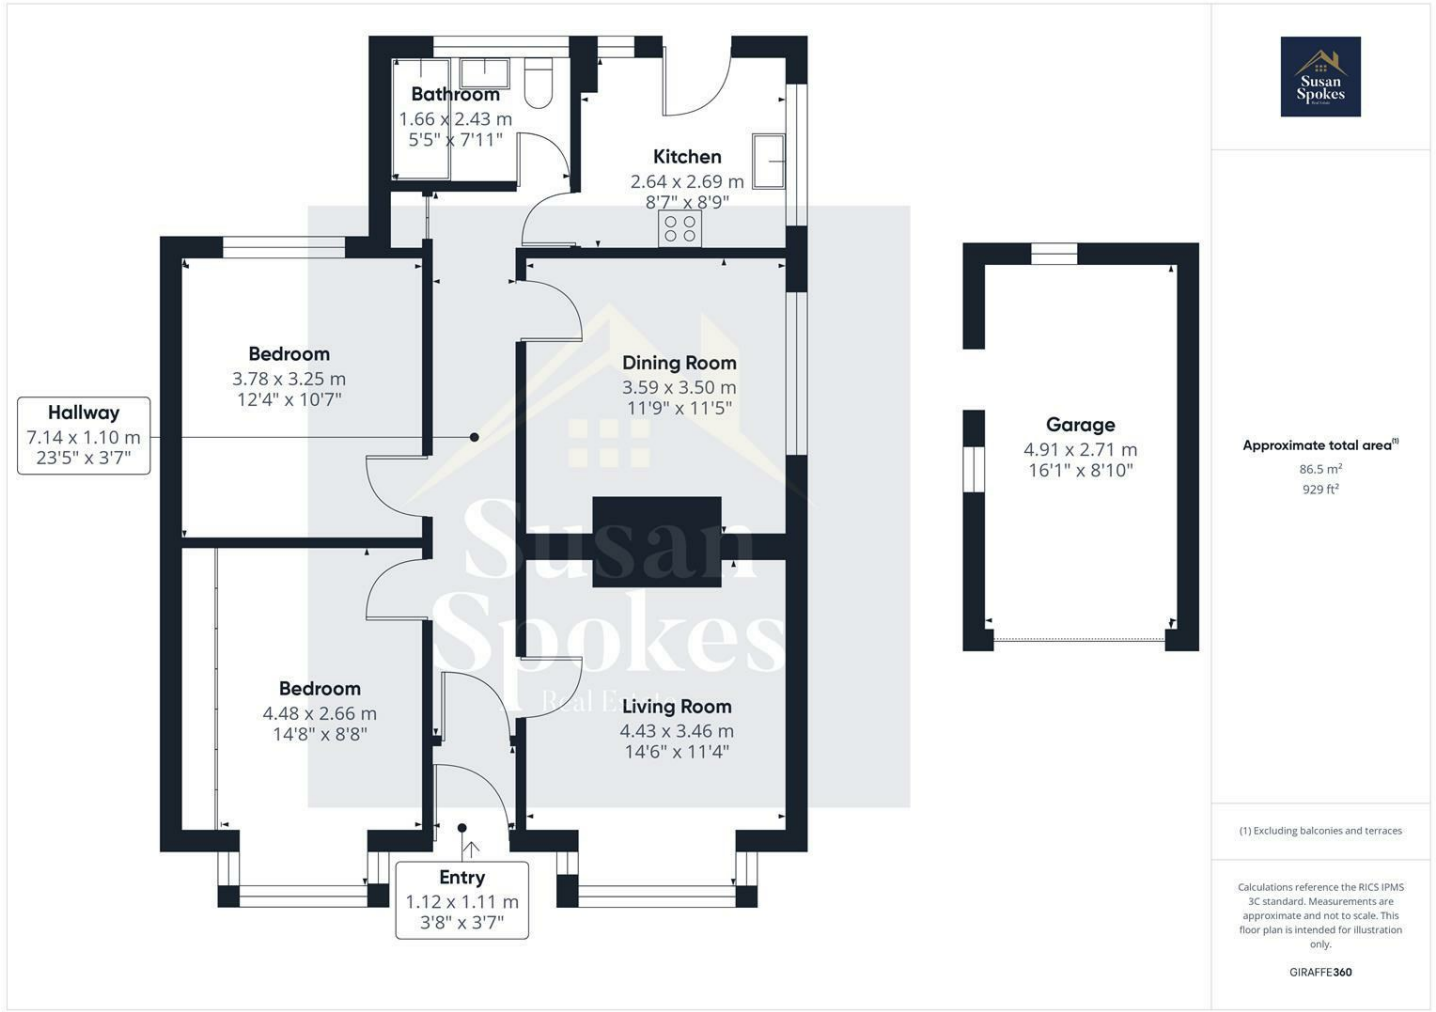 Bathroom
1.66 x 2.43 m
5'5" x 7'11"
Kitchen
2.64 x 2.69 m
8'7" x 8'9"
Bedroom
3.78 x 3.25 m
12'4" x 10'7"
Dining Room
3.59 x 3.50 m
11'9" x 11'5"
Hallway
7.14 x 1.10 m
23'5" x 3'7"
Bedroom
4.48 x 2.66 m
14'8" x 8'8"
Living Room
4.43 x 3.46 m
14'6" x 11'4"
Entry
1.12 x 1.11 m
3'8" x 3'7"
Susan
Spokes
Real Estate
Garage
4.91 x 2.71 m
16'1" x 8'10"
Susan
Spokes
Real Estate
Approximate total area(1)
86.5 m²
929 ft²
(1) Excluding balconies and terraces
Calculations reference the RICS IPMS
3C standard. Measurements are
approximate and not to scale. This
floor plan is intended for illustration
only.
GIRAFFE360